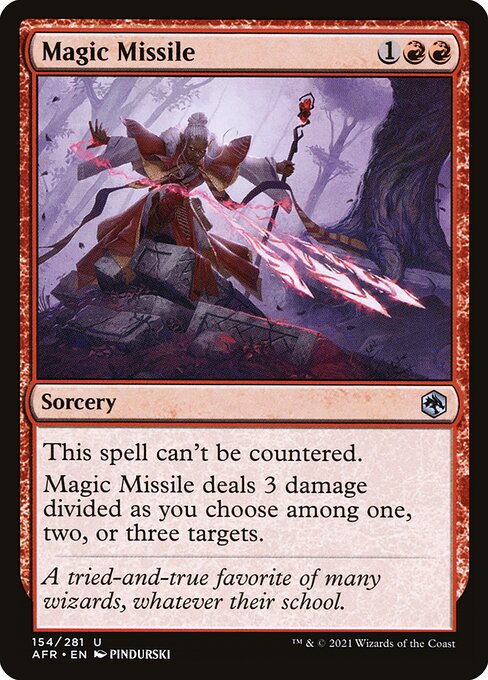 Magic Missile 1
Sorcery
This spell can't be countered.
Magic Missile deals 3 damage
divided as you choose among one,
two, or three targets.
A tried-and-true favorite of many
wizards, whatever their school.
154/281 U
AFR • EN PINDURSKI
™ & © 2021 Wizards of the Coast